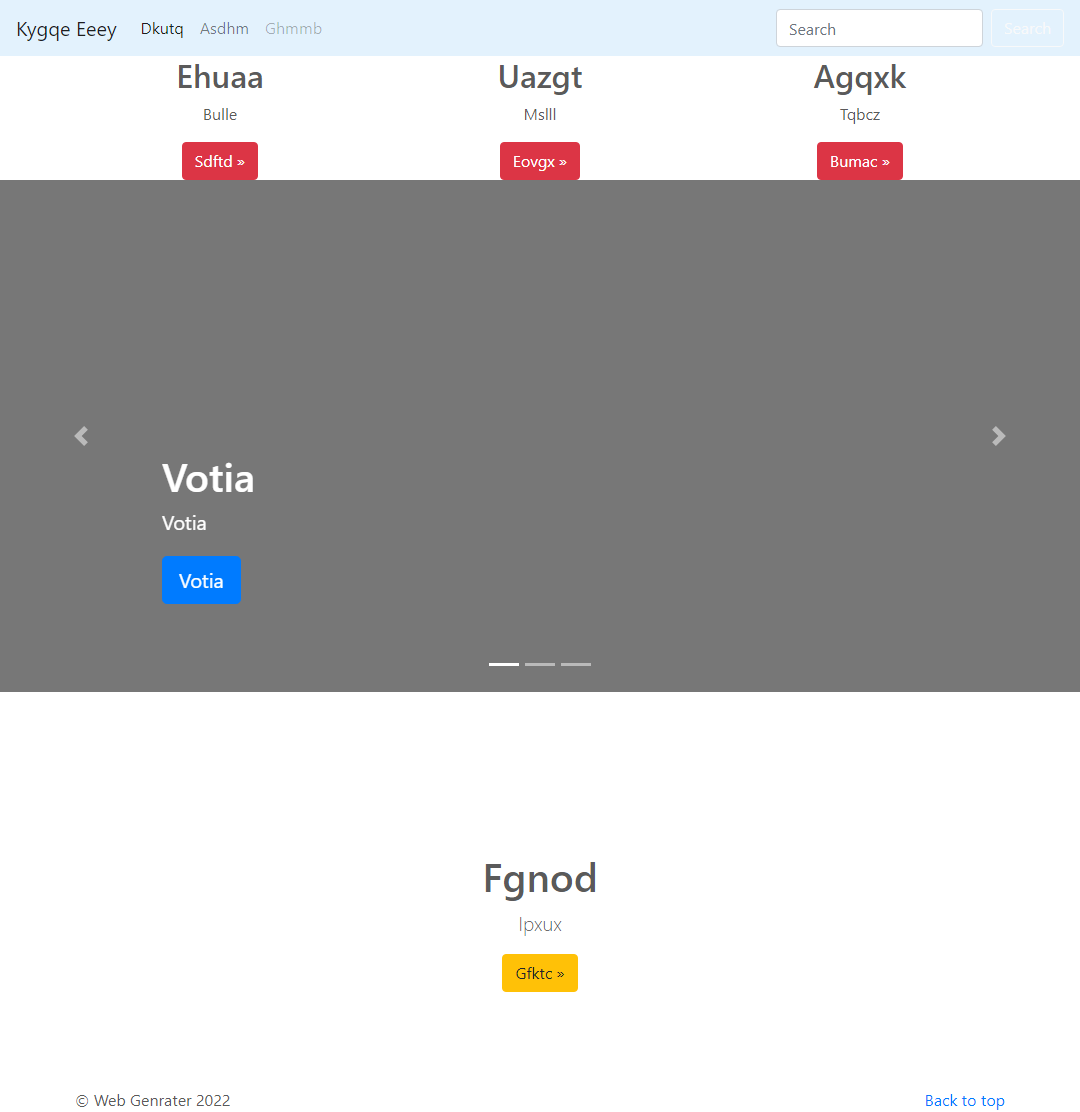 Kygqe Eeey Dkutq Asdhm Ghmmb Search Search
Ehuaa Uazgt Agqxk
Bulle Mslll Tqbcz
Sdftd » Eovgx » Bumac »
Votia
Votia
Votia
Fgnod
Ipxux
Gfktc »
© Web Genrater 2022 Back to top